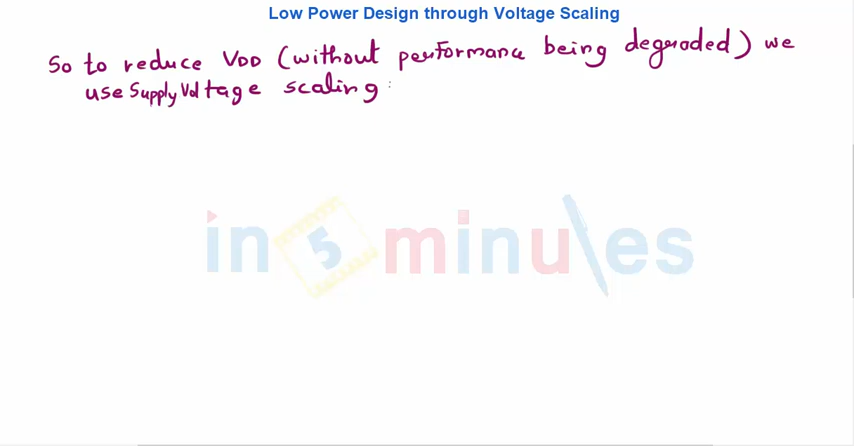 Low Power Design through Voltage Scaling
So to reduce VDD (without performance being degraded) we
use Supply Voltage scaling :
in 5 minutes